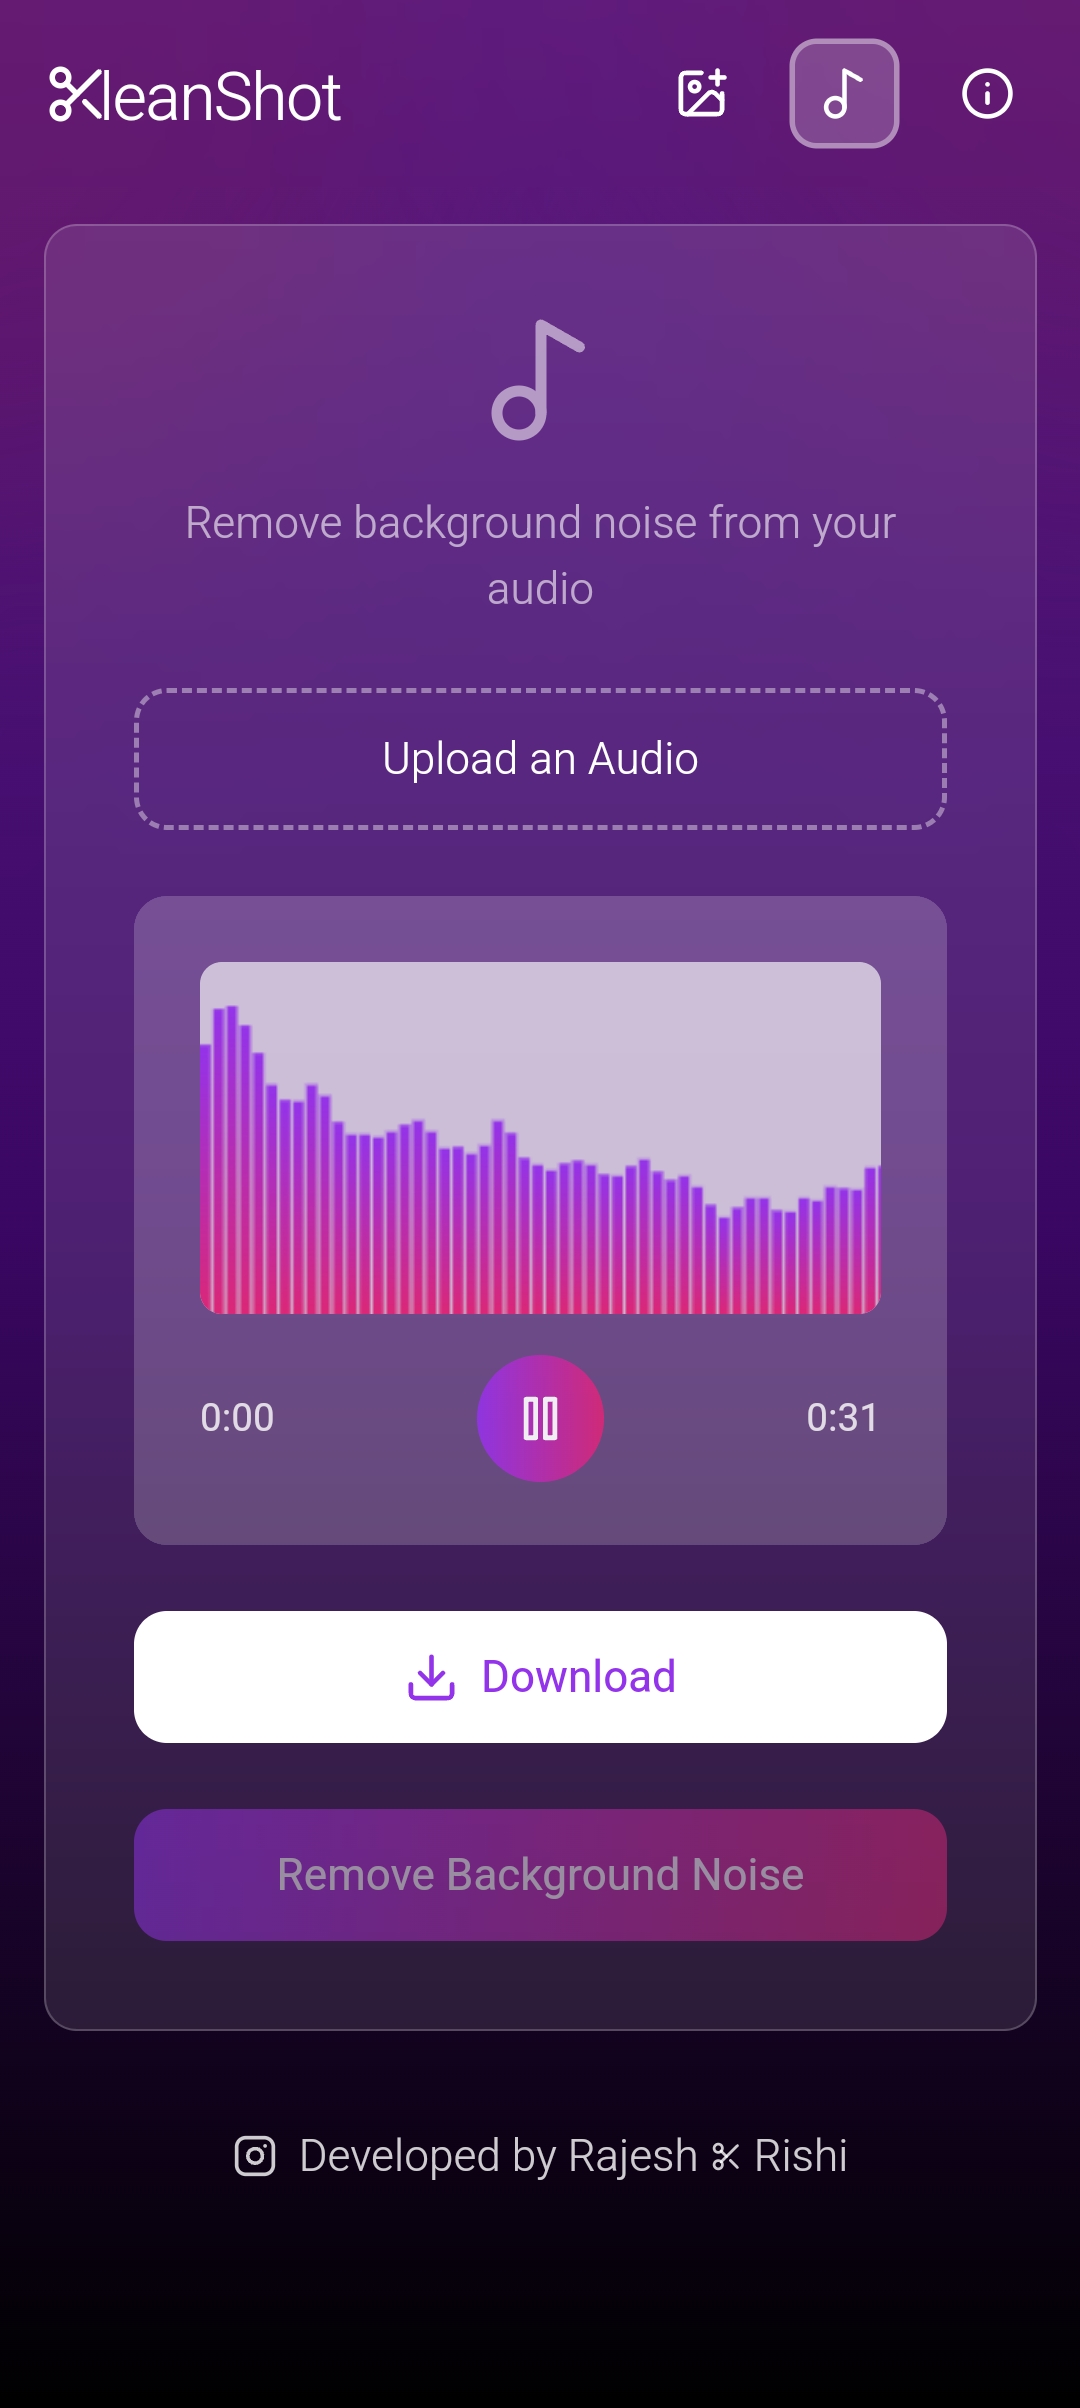 leanShot
Remove background noise from your
audio
Upload an Audio
0:00
0:31
Download
Remove Background Noise
Developed by Rajesh Rishi